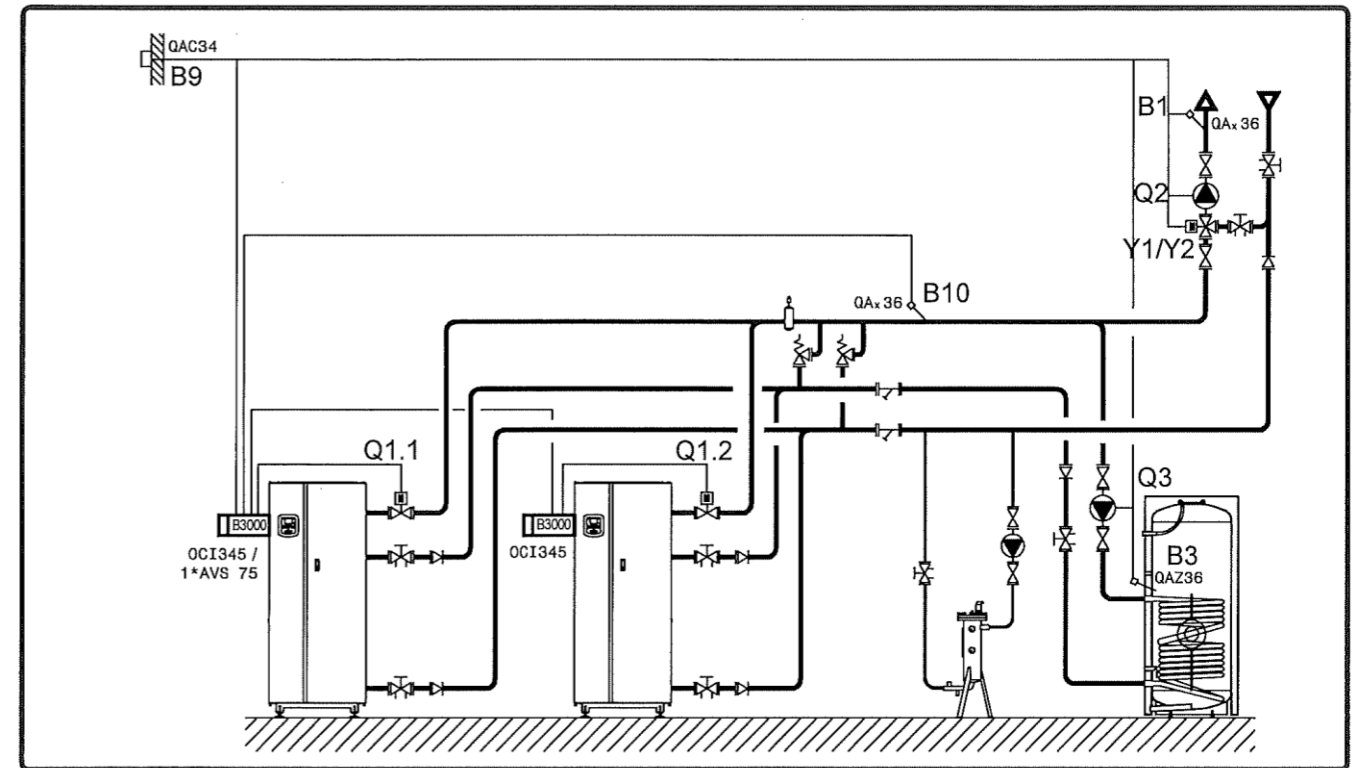 QAC34
B9
B1
QAx 36
Q2
Y1/Y2
QAx 36
B10
Q1.1
Q1.2
Q3
B3000
B3000
OCI345 /
1*AVS 75
OCI345
B3
QAZ36